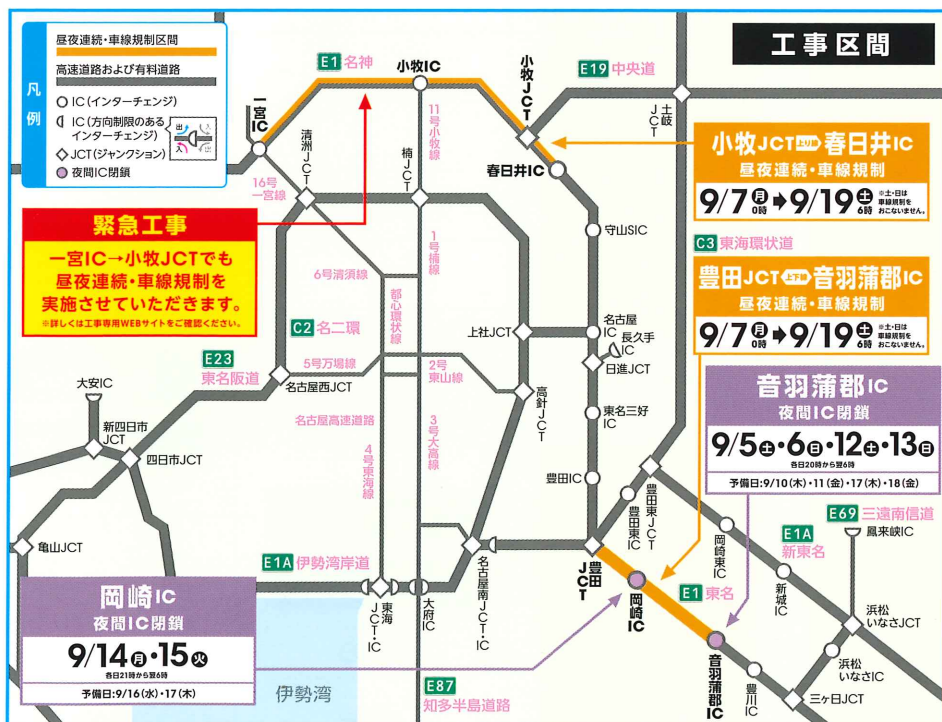 凡例
昼夜連続・車線規制区間
高速道路および有料道路
IC(インターチェンジ)
IC(方向制限のある
インターチェンジ)
出
入
出
入
JCT(ジャンクション)
夜間IC閉鎖
工事区間
E1 名神
小牧IC
小牧JCT
E19 中央道
土岐JCT
一宮IC
清洲JCT
16号
一宮線
11号小牧線
楠JCT
春日井IC
守山SIC
小牧JCT 上り線 春日井IC
昼夜連続・車線規制
9/7月0時➡9/19土6時
※土・日は
車線規制を
おこないません。
緊急工事
一宮IC→小牧JCTでも
昼夜連続・車線規制を
実施させていただきます。
※詳しくは工事専用WEBサイトをご確認ください。
6号清須線
1号楠線
都心環状線
C3 東海環状道
豊田JCT 上下線 音羽蒲郡IC
昼夜連続・車線規制
9/7月0時➡9/19土6時
※土・日は
車線規制を
おこないません。
C2 名二環
上社JCT
名古屋IC
長久手IC
日進JCT
E23
東名阪道
5号万場線
名古屋西JCT
2号
東山線
高針JCT
東名三好IC
大安IC
新四日市JCT
四日市JCT
名古屋高速道路
4号東海線
3号大高線
豊田IC
音羽蒲郡IC
夜間IC閉鎖
9/5土・6日・12土・13日
各日20時から翌6時
予備日:9/10(木)・11(金)・17(木)・18(金)
豊田東JCT
豊田東IC
岡崎東IC
E1A
新東名
E69 三遠南信道
鳳来峡IC
亀山JCT
E1A 伊勢湾岸道
東海JCT・IC
大府IC
名古屋南JCT・IC
豊田JCT
岡崎IC
E1 東名
新城IC
浜松いなさJCT
岡崎IC
夜間IC閉鎖
9/14月・15火
各日21時から翌6時
予備日:9/16(水)・17(木)
伊勢湾
E87
知多半島道路
音羽蒲郡IC
豊川IC
浜松いなさIC
三ヶ日JCT